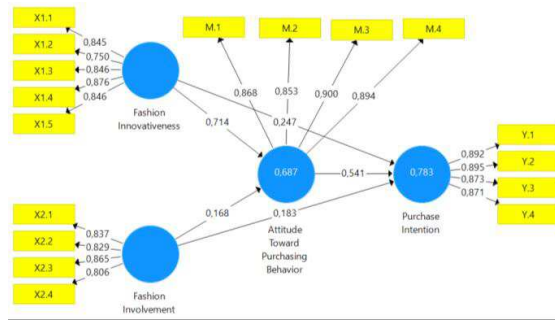 X1.1
X1.2
X1.3
X1.4
X1.5
0,845
0,750
0,846
0,876
0,846
Fashion
Innovativeness
M.1
M.2
M.3
M.4
0,868
0,853
0,900
0,894
0,714
0,247
0,687
0,541
0,783
Attitude
Toward
Purchasing
Behavior
Purchase
Intention
0,892
0,895
0,873
0,871
Y.1
Y.2
Y.3
Y.4
0,168
0,183
X2.1
X2.2
X2.3
X2.4
0,837
0,829
0,865
0,806
Fashion
Involvement